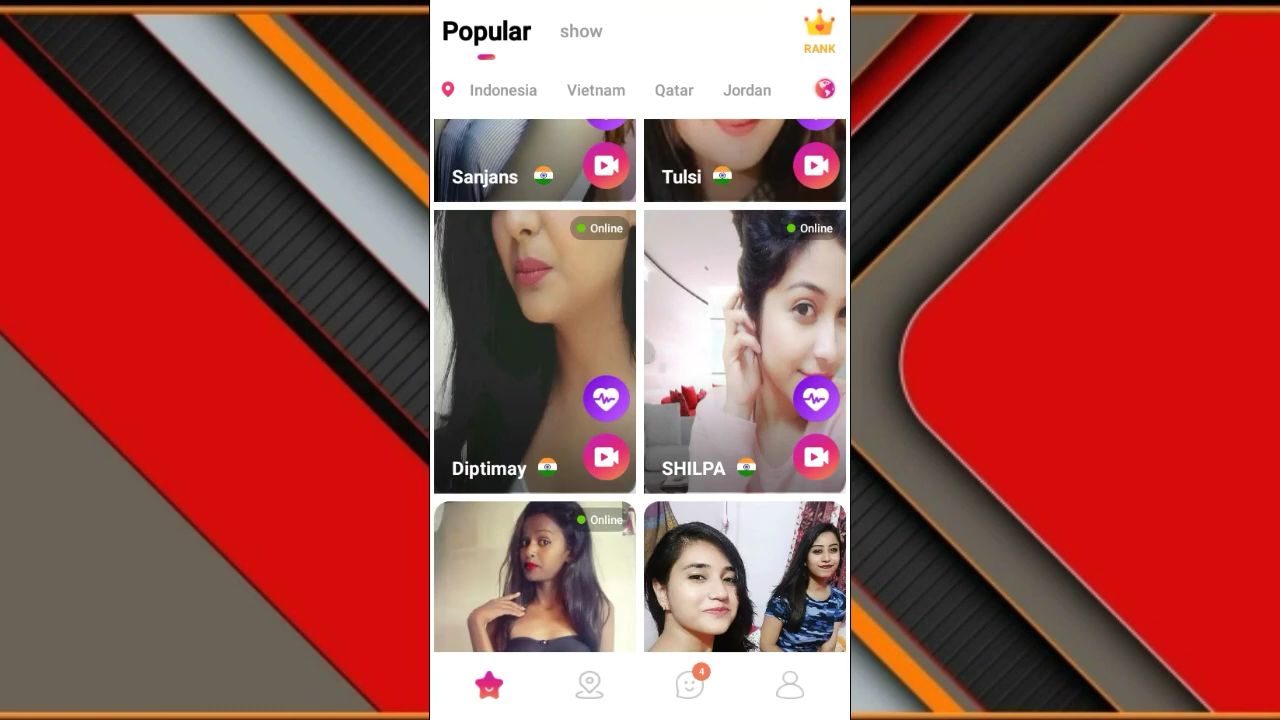 Popular show
RANK
Indonesia Vietnam Qatar Jordan
Sanjans Tulsi
Online Online
Diptimay SHILPA
Online
4